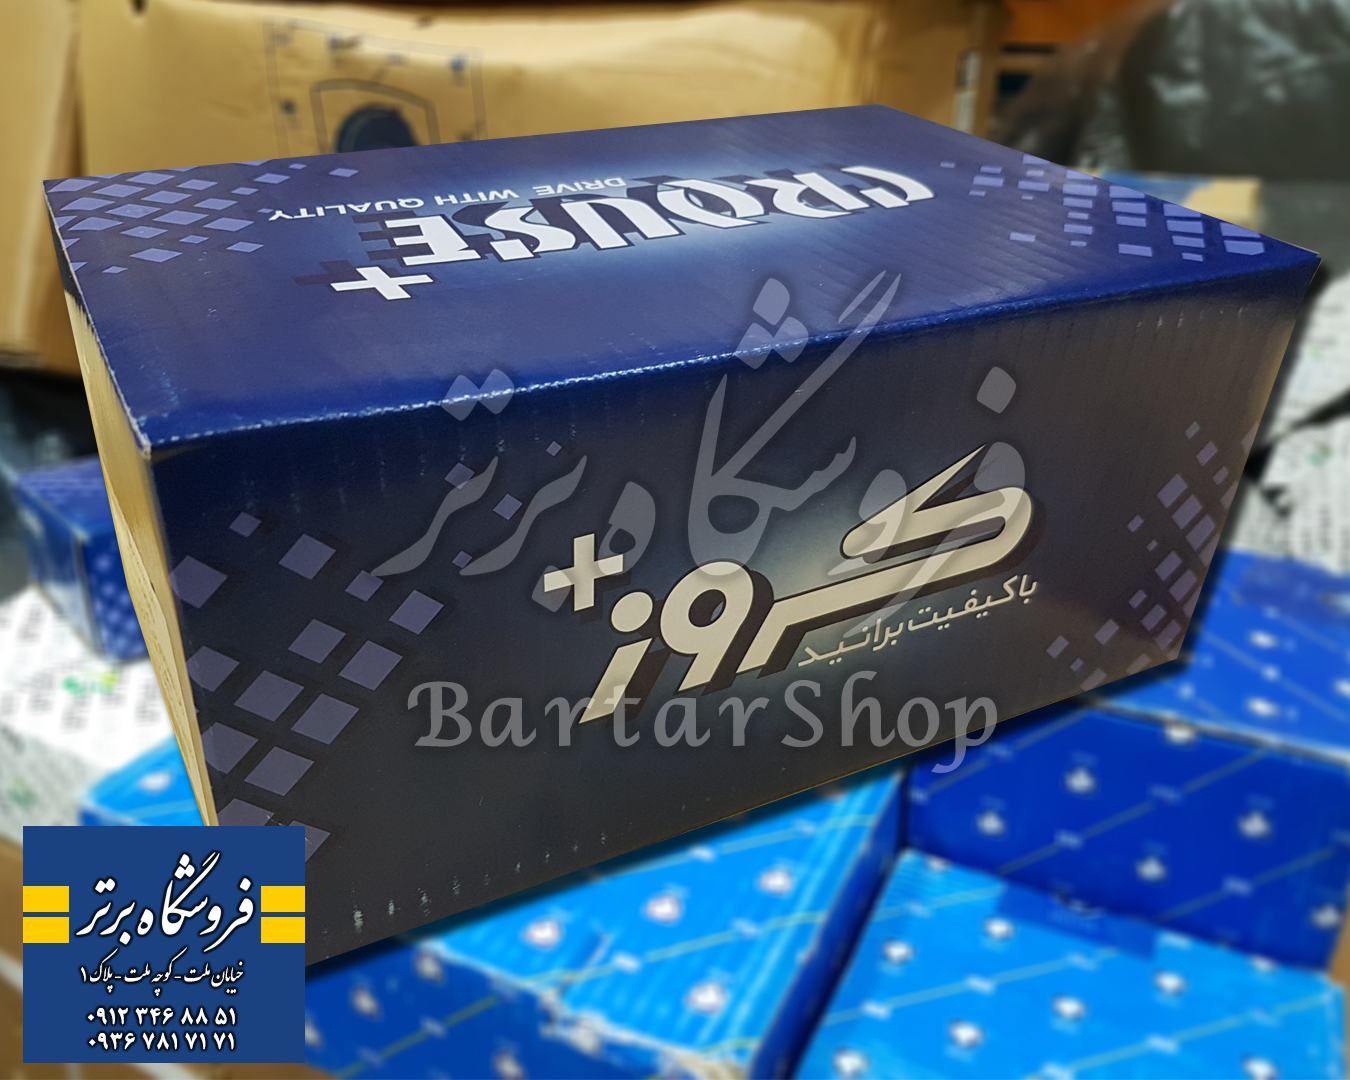 CROUSE
+
DRIVE WITH QUALITY
فروشگاه برتر
کروز+
باکیفیت برانید
BartarShop
فروشگاه برتر
خیابان ملت - کوچه ملت - پلاک ۱
۰۹۱۲ ۳۴۶ ۸۸ ۵۱
۰۹۳۶ ۷۸۱ ۷۱ ۷۱